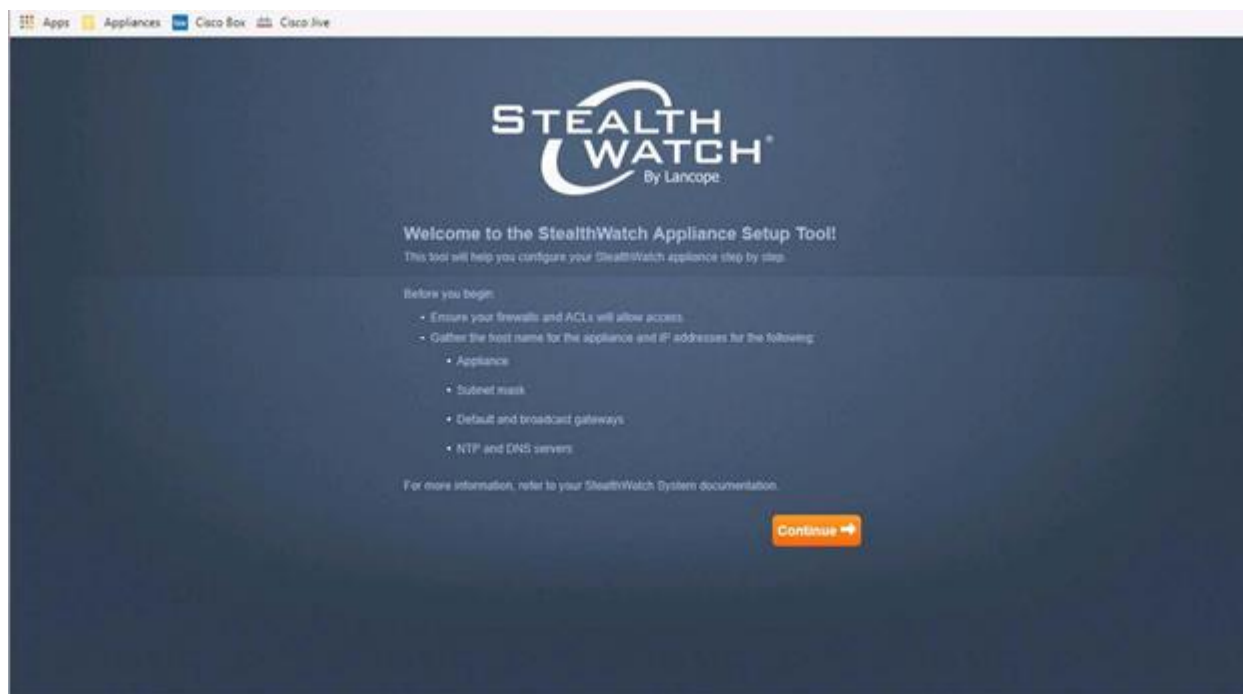 Apps Appliances Cisco Box Cisco Jive
STEALTH
WATCH®
By Lancope
Welcome to the StealthWatch Appliance Setup Tool!
This tool will help you configure your StealthWatch appliance step by step.
Before you begin:
• Ensure your firewalls and ACLs will allow access.
• Gather the host name for the appliance and IP addresses for the following:
• Appliance
• Subnet mask
• Default and broadcast gateways
• NTP and DNS servers
For more information, refer to your StealthWatch System documentation.
Continue